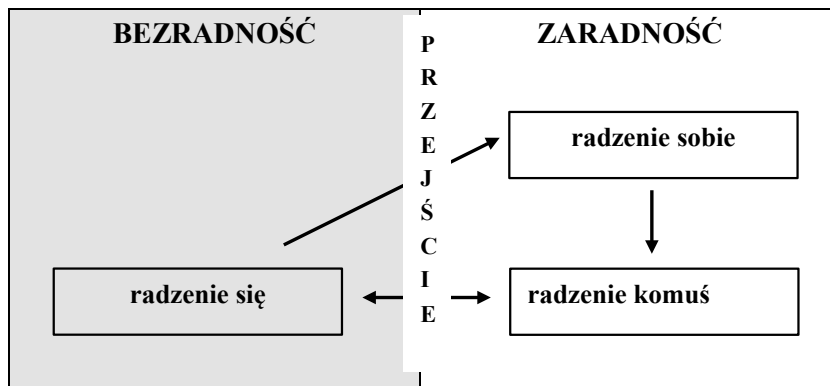 BEZRADNOŚĆ
P
R
Z
E
J
Ś
C
I
E
ZARADNOŚĆ
radzenie sobie
radzenie się
radzenie komuś